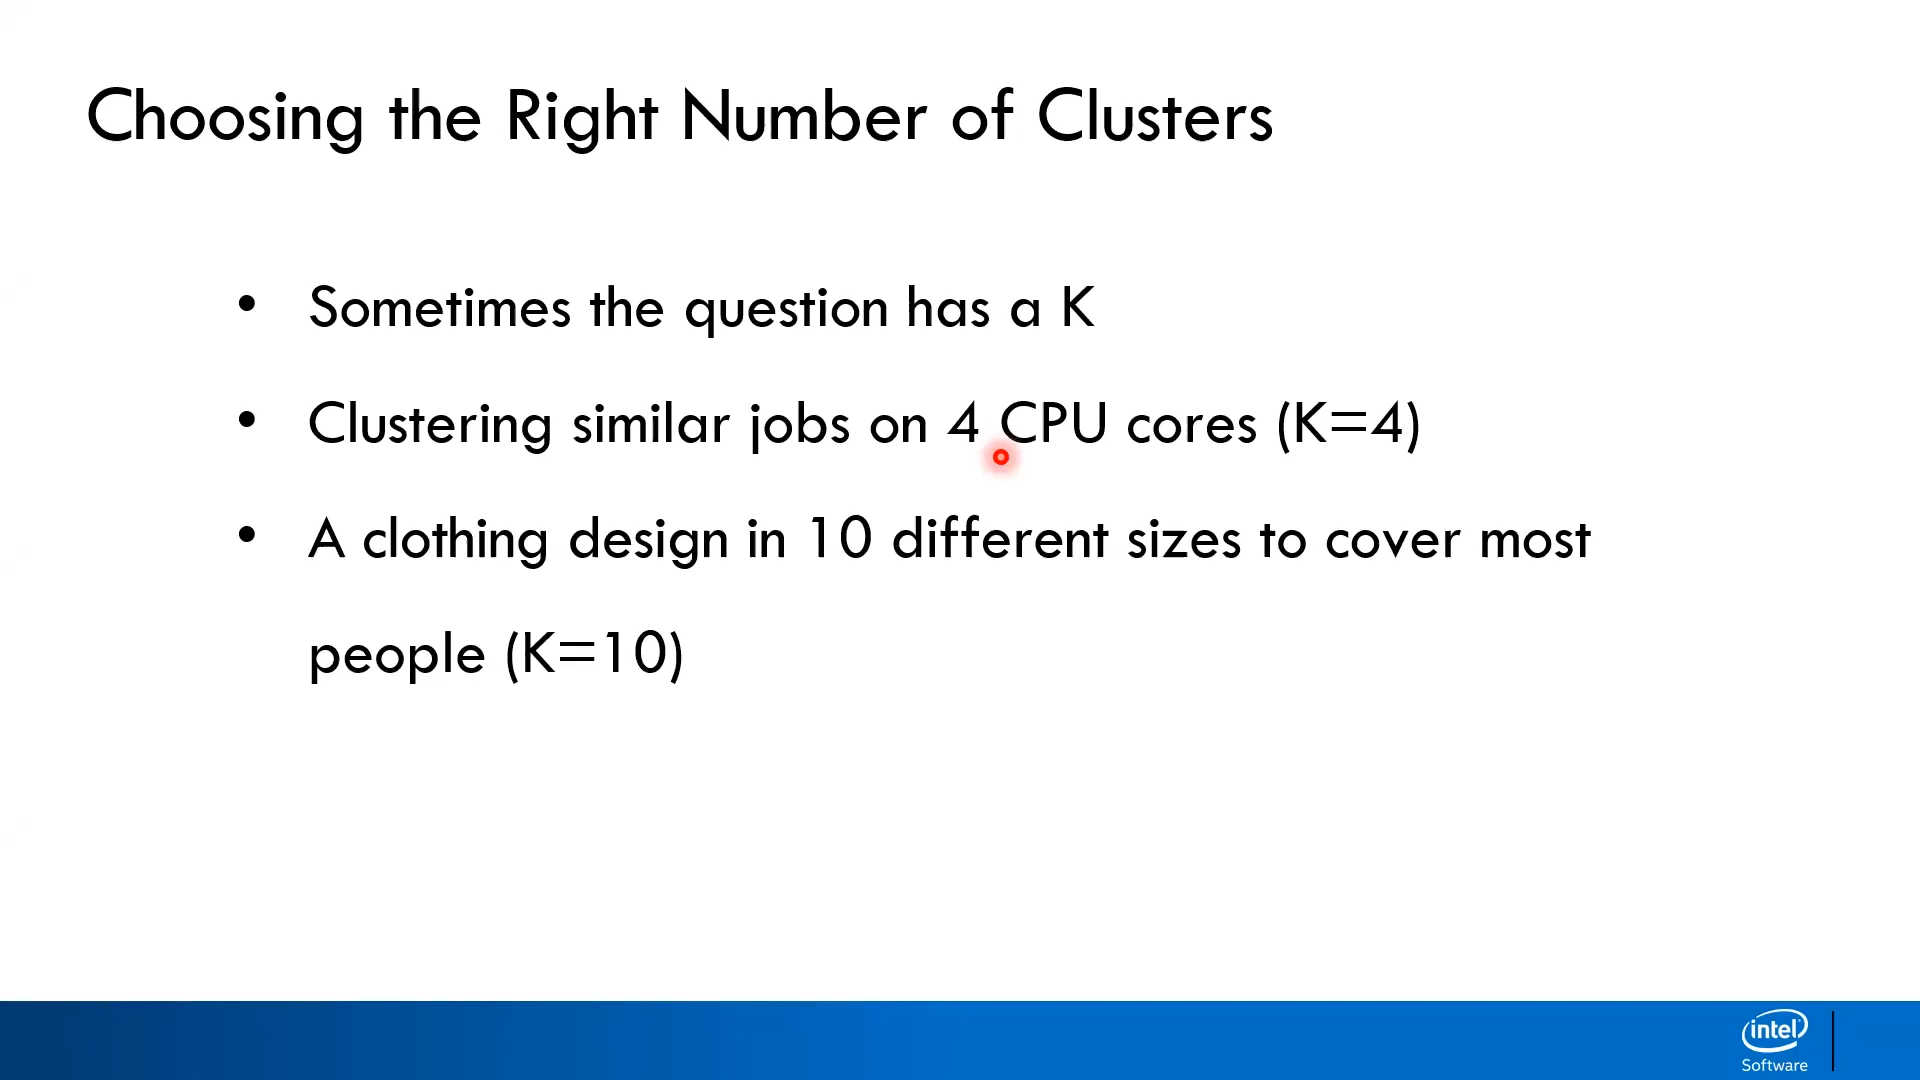 Choosing the Right Number of Clusters
• Sometimes the question has a K
• Clustering similar jobs on 4 CPU cores (K=4)
• A clothing design in 10 different sizes to cover most
people (K=10)
intel
Software